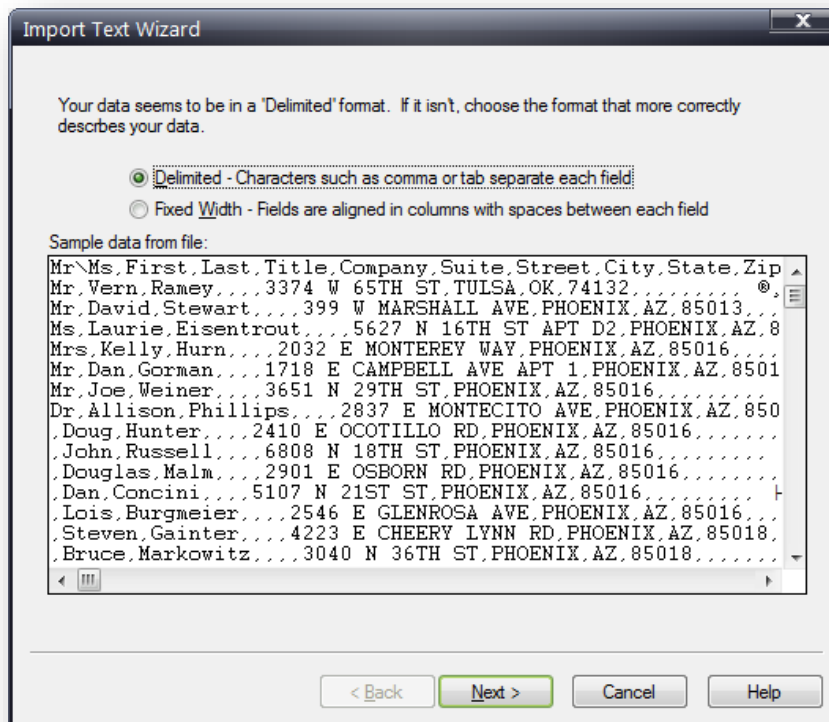 Import Text Wizard
X
Your data seems to be in a "Delimited" format. If it isn't, choose the format that more correctly
descrbes your data.
Delimited - Characters such as comma or tab separate each field
Fixed Width - Fields are aligned in columns with spaces between each field
Sample data from file:
Mr\Ms,First,Last,Title,Company,Suite,Street,City,State,Zip
Mr,Vern,Ramey,,,,3374 W 65TH ST,TULSA,OK,74132,,,,,,,,, ®,
Mr,David,Stewart,,,,399 W MARSHALL AVE,PHOENIX,AZ,85013,,,
Ms,Laurie,Eisentrout,,,,5627 N 16TH ST APT D2,PHOENIX,AZ,8
Mrs,Kelly,Hurn,,,,2032 E MONTEREY WAY,PHOENIX,AZ,85016,,,,
Mr,Dan,Gorman,,,,1718 E CAMPBELL AVE APT 1,PHOENIX,AZ,8501
Mr,Joe,Weiner,,,,3651 N 29TH ST,PHOENIX,AZ,85016,,,,,,,,,
Dr,Allison,Phillips,,,,2837 E MONTECITO AVE,PHOENIX,AZ,850
,Doug,Hunter,,,,2410 E OCOTILLO RD,PHOENIX,AZ,85016,,,,,,,
,John,Russell,,,,6808 N 18TH ST,PHOENIX,AZ,85016,,,,,,,,,
,Douglas,Malm,,,,2901 E OSBORN RD,PHOENIX,AZ,85016,,,,,,,,
,Dan,Concini,,,,5107 N 21ST ST,PHOENIX,AZ,85016,,,,,,,,,
,Lois,Burgmeier,,,,2546 E GLENROSA AVE,PHOENIX,AZ,85016,,,
,Steven,Gainter,,,,4223 E CHEERY LYNN RD,PHOENIX,AZ,85018,
,Bruce,Markowitz,,,,3040 N 36TH ST,PHOENIX,AZ,85018,,,,,,,
< Back
Next >
Cancel
Help